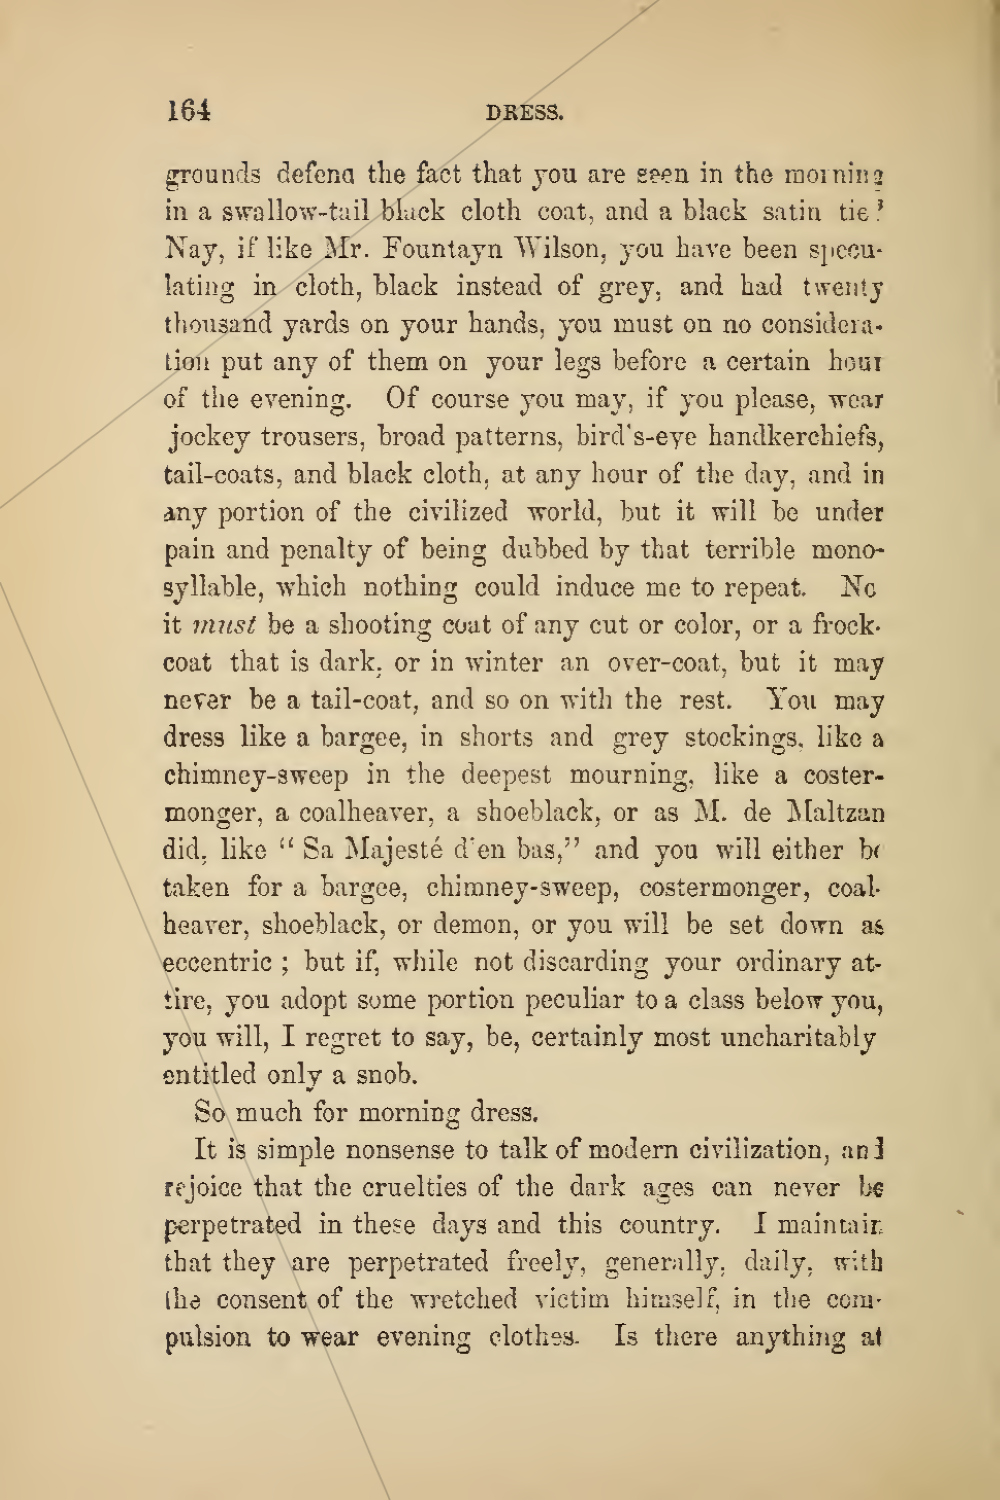 164 DRESS.
grounds defend the fact that you are seen in the morning
in a swallow-tail black cloth coat, and a black satin tie?
Nay, if like Mr. Fountayn Wilson, you have been specu-
lating in cloth, black instead of grey, and had twenty
thousand yards on your hands, you must on no considera-
tion put any of them on your legs before a certain hour
of the evening. Of course you may, if you please, wear
jockey trousers, broad patterns, bird's-eye handkerchiefs,
tail-coats, and black cloth, at any hour of the day, and in
any portion of the civilized world, but it will be under
pain and penalty of being dubbed by that terrible mono-
syllable, which nothing could induce me to repeat. No
it must be a shooting coat of any cut or color, or a frock-
coat that is dark, or in winter an over-coat, but it may
never be a tail-coat, and so on with the rest. You may
dress like a bargee, in shorts and grey stockings, like a
chimney-sweep in the deepest mourning, like a coster-
monger, a coalheaver, a shoeblack, or as M. de Maltzan
did, like “Sa Majesté d'en bas,” and you will either be
taken for a bargee, chimney-sweep, costermonger, coal-
heaver, shoeblack, or demon, or you will be set down as
eccentric ; but if, while not discarding your ordinary at-
tire, you adopt some portion peculiar to a class below you,
you will, I regret to say, be, certainly most uncharitably
entitled only a snob.
So much for morning dress.
It is simple nonsense to talk of modern civilization, and
rejoice that the cruelties of the dark ages can never be
perpetrated in these days and this country. I maintain
that they are perpetrated freely, generally, daily, with
the consent of the wretched victim himself, in the com-
pulsion to wear evening clothes. Is there anything at